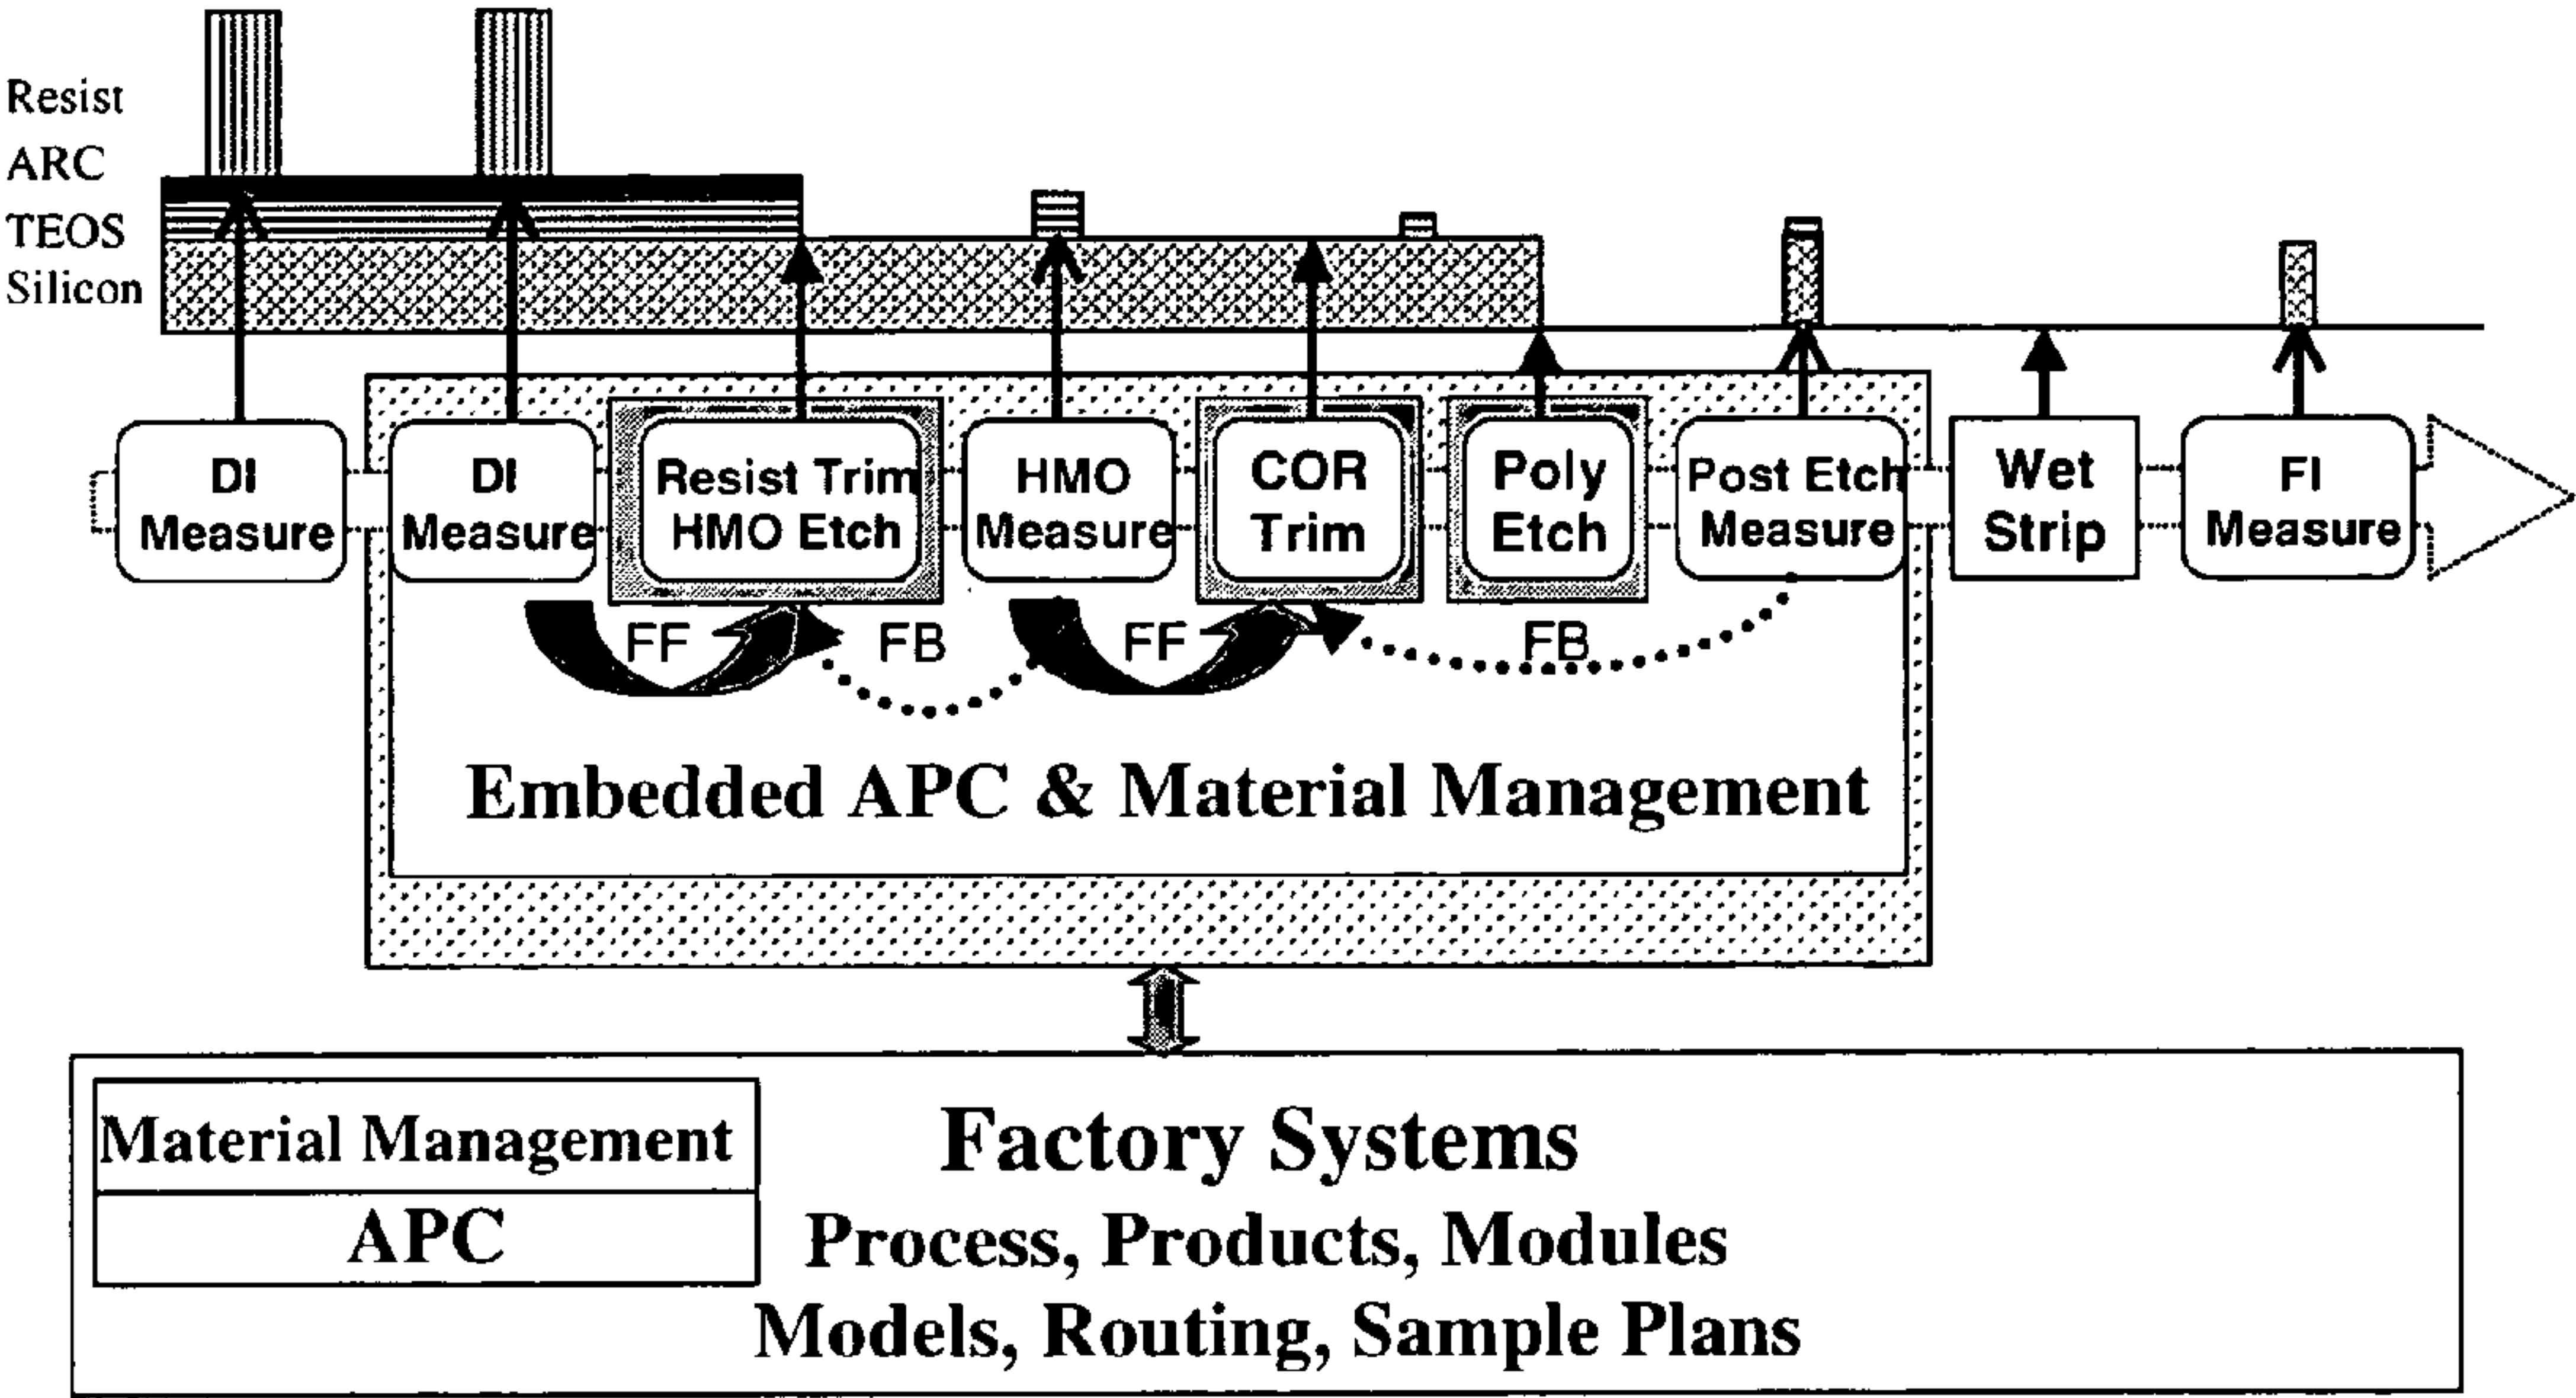 Resist
ARC
TEOS
Silicon
DI
Measure
DI
Measure
Resist Trim
HMO Etch
HMO
Measure
COR
Trim
Poly
Etch
Post Etch
Measure
Wet
Strip
FI
Measure
FF
FB
FF
FB
Embedded APC & Material Management
Material Management
APC
Factory Systems
Process, Products, Modules
Models, Routing, Sample Plans